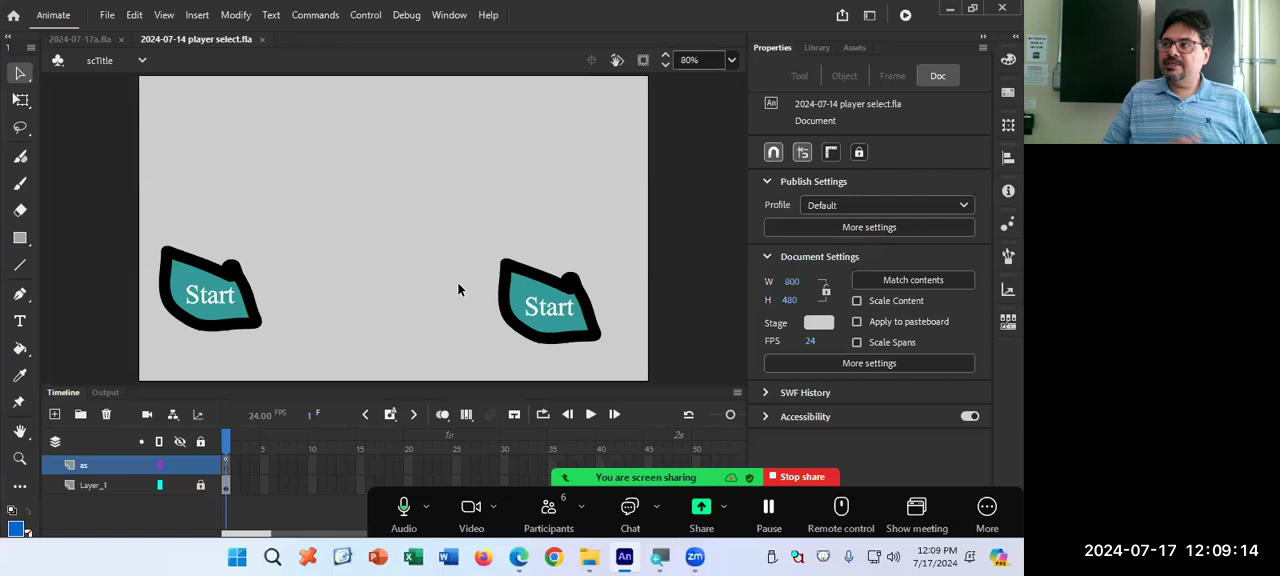 Animate File Edit View Insert Modify Text Commands Control Debug Window Help
2024-07-17a.fla × 2024-07-14 player select.fla ×
scTitle 80%
Start
Start
Properties Library Assets
Tool Object Frame Doc
An 2024-07-14 player select.fla
Document
Publish Settings
Profile Default
More settings
Document Settings
W 800 Match contents
H 480 Scale Content
Stage Apply to pasteboard
FPS 24 Scale Spans
More settings
SWF History
Accessibility
Timeline Output
24.00 FPS 1 F
1s 2s
5 10 15 20 25 30 35 40 45 50
as
Layer_1
You are screen sharing Stop share
6
Audio Video Participants Chat Share Pause Remote control Show meeting More
12:09 PM
7/17/2024
2024-07-17 12:09:14